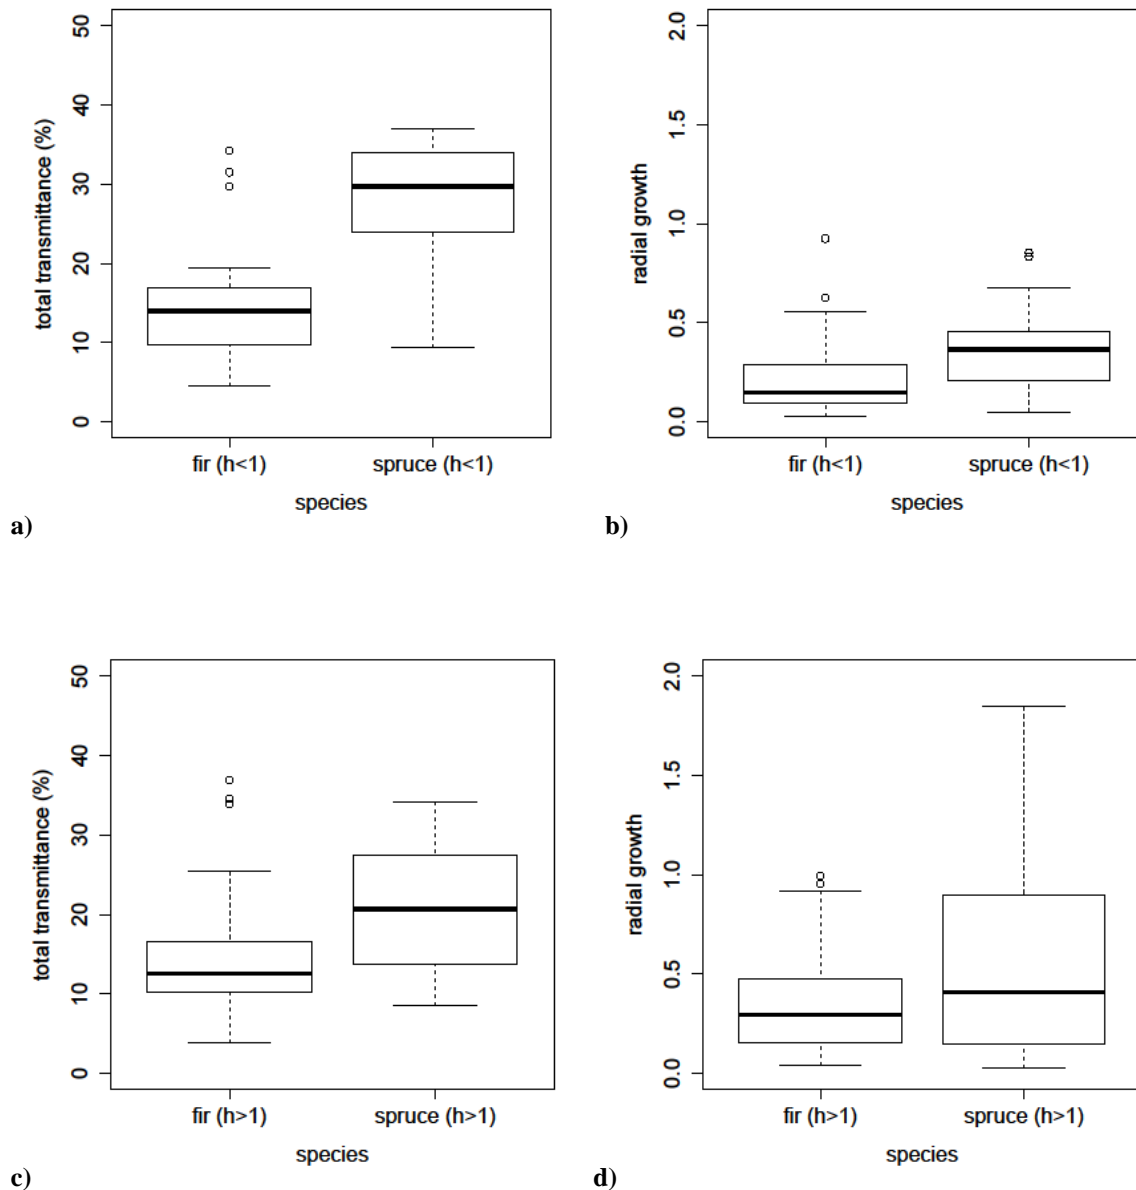 total transmittance (%)
50
40
30
20
10
0
fir (h<1) spruce (h<1)
species
a)
radial growth
2.0
1.5
1.0
0.5
0.0
fir (h<1) spruce (h<1)
species
b)
total transmittance (%)
50
40
30
20
10
0
fir (h>1) spruce (h>1)
species
c)
radial growth
2.0
1.5
1.0
0.5
0.0
fir (h>1) spruce (h>1)
species
d)